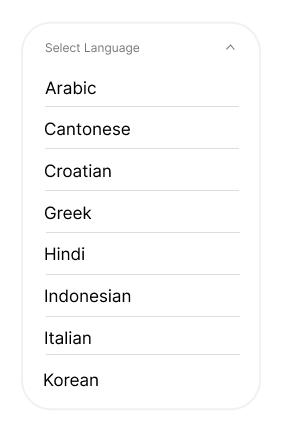 Select Language
Arabic
Cantonese
Croatian
Greek
Hindi
Indonesian
Italian
Korean